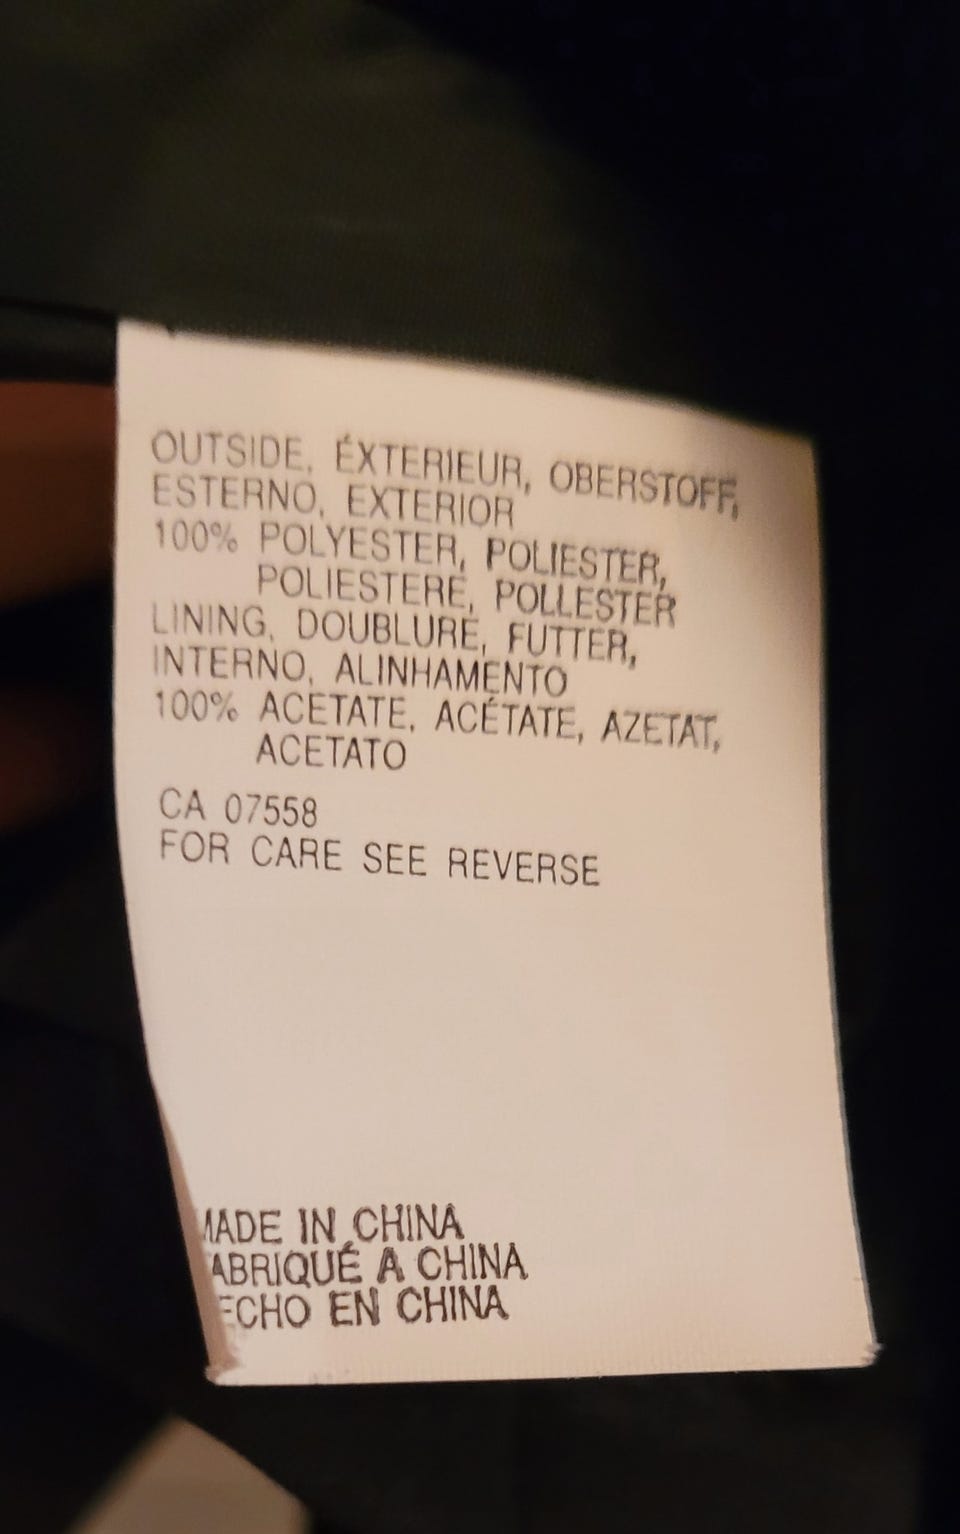 OUTSIDE, ÉXTERIEUR, OBERSTOFF,
ESTERNO, EXTERIOR
100% POLYESTER, POLIESTER,
POLIESTERE, POLLESTER
LINING, DOUBLURE, FUTTER,
INTERNO, ALINHAMENTO
100% ACETATE, ACÉTATE, AZETAT,
ACETATO
CA 07558
FOR CARE SEE REVERSE
MADE IN CHINA
ABRIQUÉ A CHINA
ECHO EN CHINA